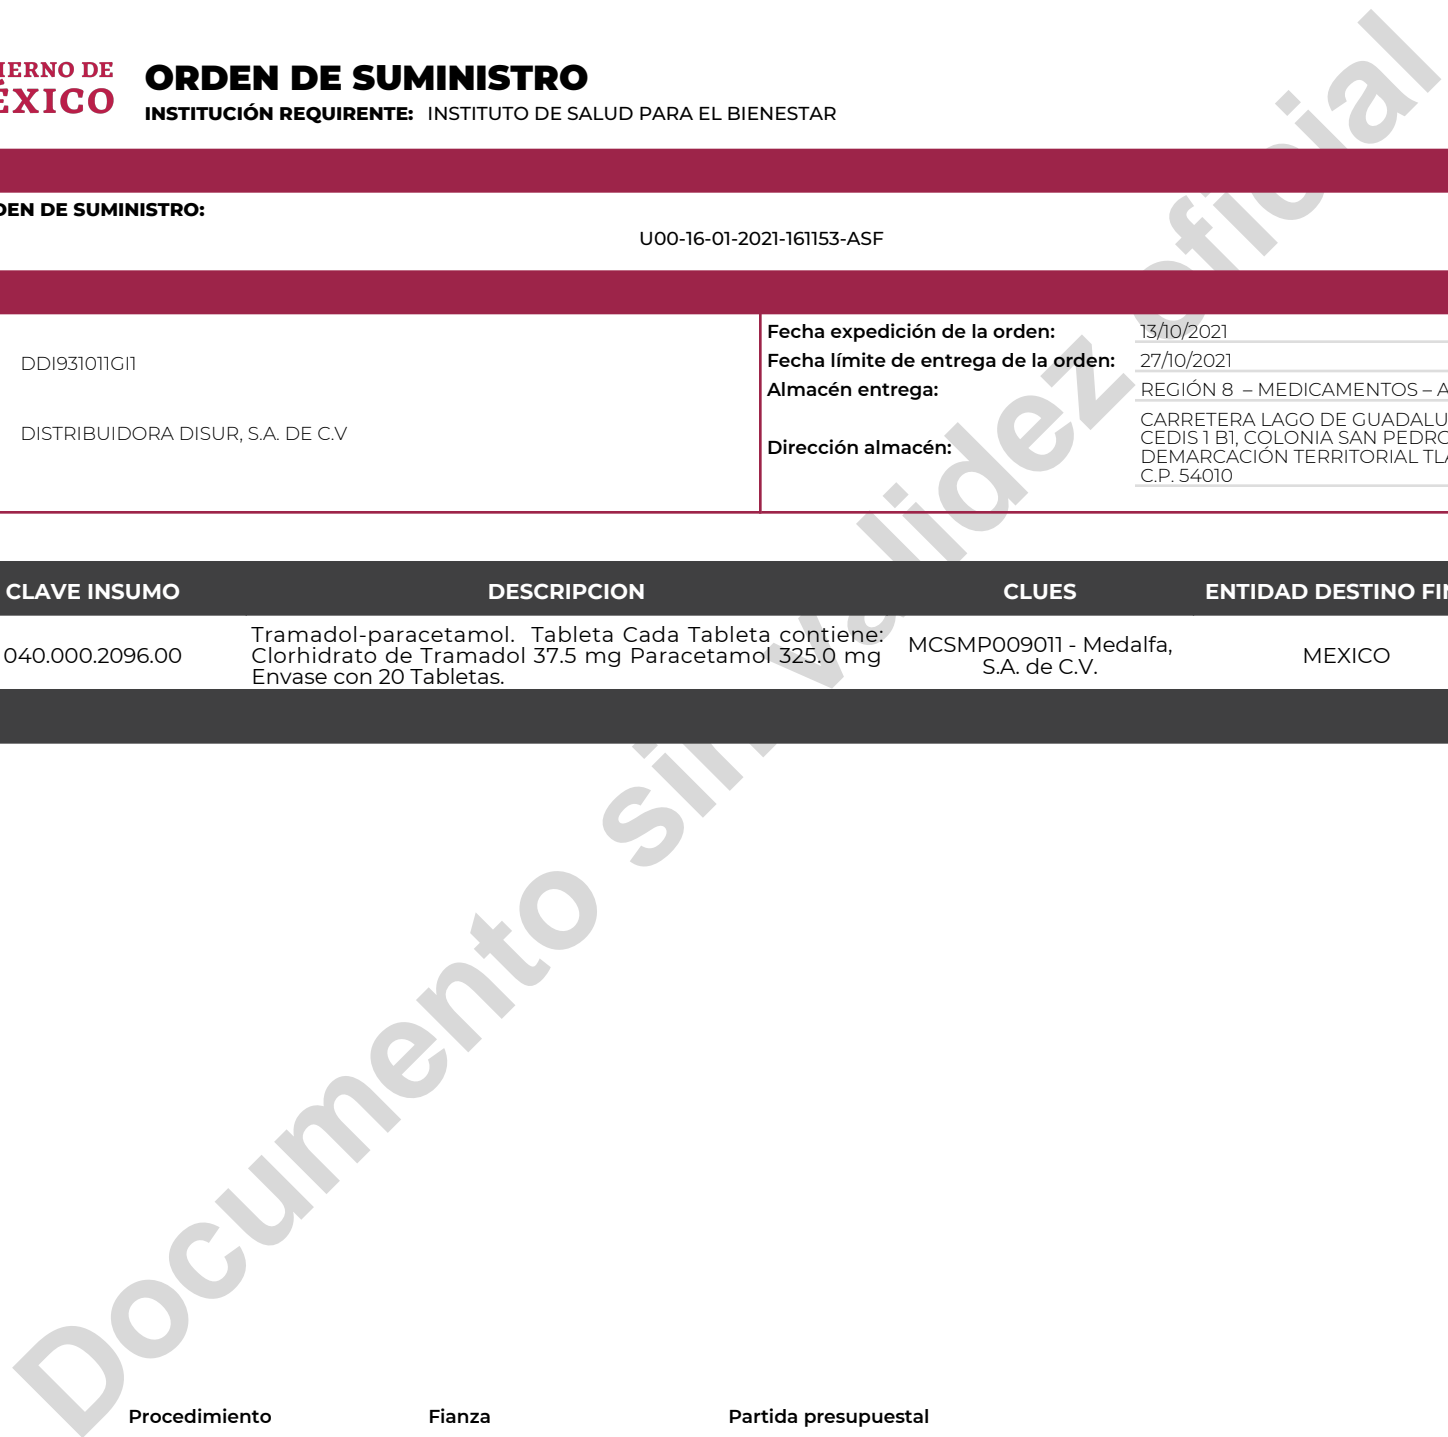 IERNO DE
ÉXICO
ORDEN DE SUMINISTRO
INSTITUCIÓN REQUIRENTE: INSTITUTO DE SALUD PARA EL BIENESTAR
DEN DE SUMINISTRO:
U00-16-01-2021-161153-ASF
DDI931011GI1
DISTRIBUIDORA DISUR, S.A. DE C.V
Fecha expedición de la orden: 13/10/2021
Fecha límite de entrega de la orden: 27/10/2021
Almacén entrega: REGIÓN 8 – MEDICAMENTOS – A
Dirección almacén: CARRETERA LAGO DE GUADALU
CEDIS 1 B1, COLONIA SAN PEDRO
DEMARCACIÓN TERRITORIAL TLA
C.P. 54010
CLAVE INSUMO DESCRIPCION CLUES ENTIDAD DESTINO FIN
040.000.2096.00
Tramadol-paracetamol. Tableta Cada Tableta contiene:
Clorhidrato de Tramadol 37.5 mg Paracetamol 325.0 mg
Envase con 20 Tabletas.
MCSMP009011 - Medalfa,
S.A. de C.V.
MEXICO
Documento sin validez oficial
Procedimiento Fianza Partida presupuestal